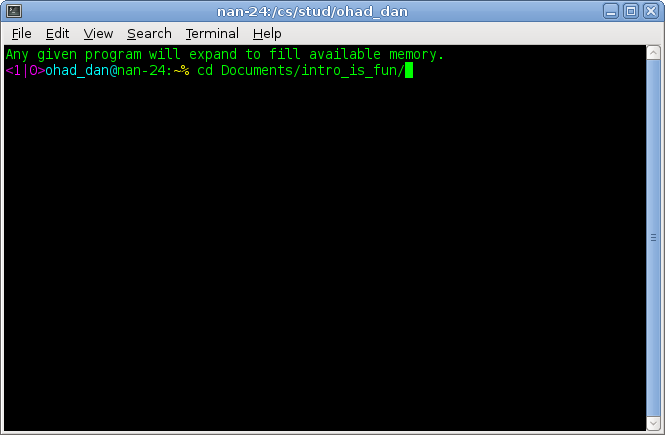 nan-24:/cs/stud/ohad_dan
File Edit View Search Terminal Help
Any given program will expand to fill available memory.
<1|0>ohad_dan@nan-24:~% cd Documents/intro_is_fun/